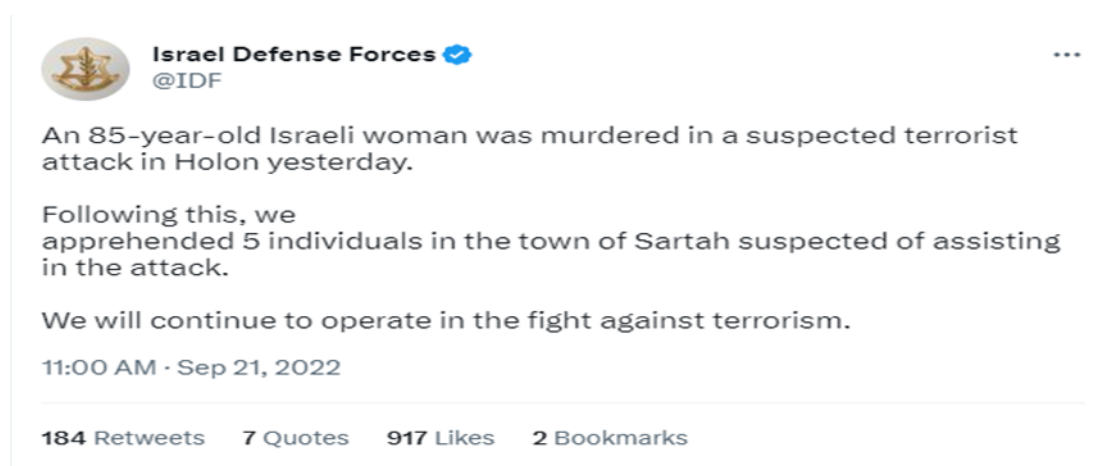 Israel Defense Forces
@IDF
An 85-year-old Israeli woman was murdered in a suspected terrorist
attack in Holon yesterday.
Following this, we
apprehended 5 individuals in the town of Sartah suspected of assisting
in the attack.
We will continue to operate in the fight against terrorism.
11:00 AM · Sep 21, 2022
184 Retweets 7 Quotes 917 Likes 2 Bookmarks